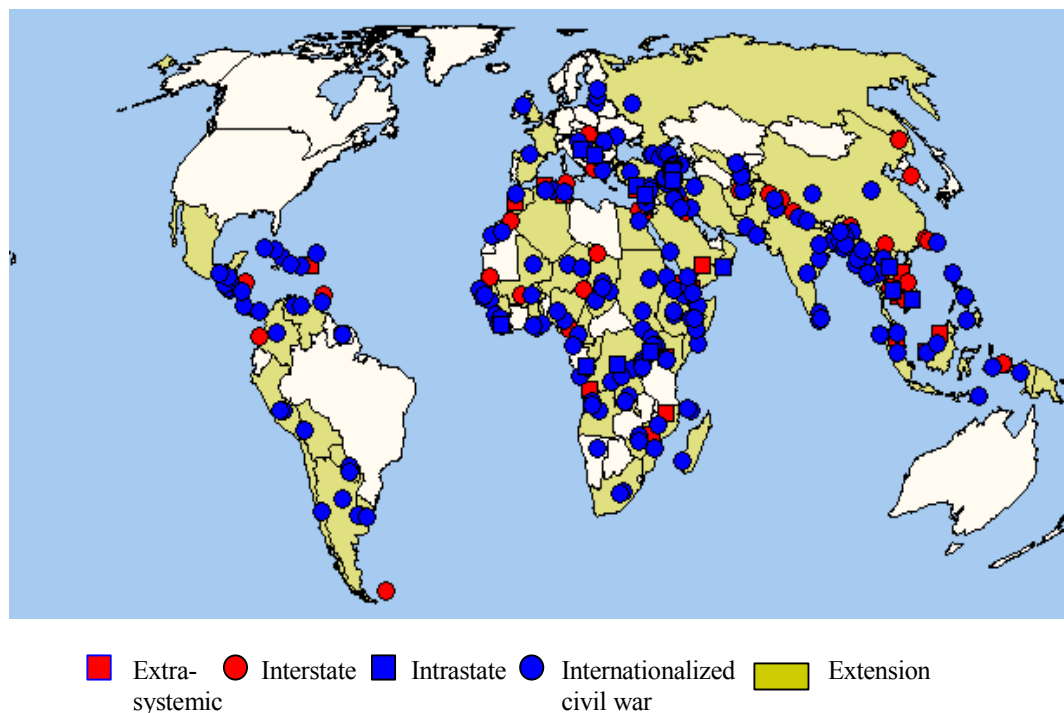 Extra-
systemic
Interstate
Intrastate
Internationalized
civil war
Extension